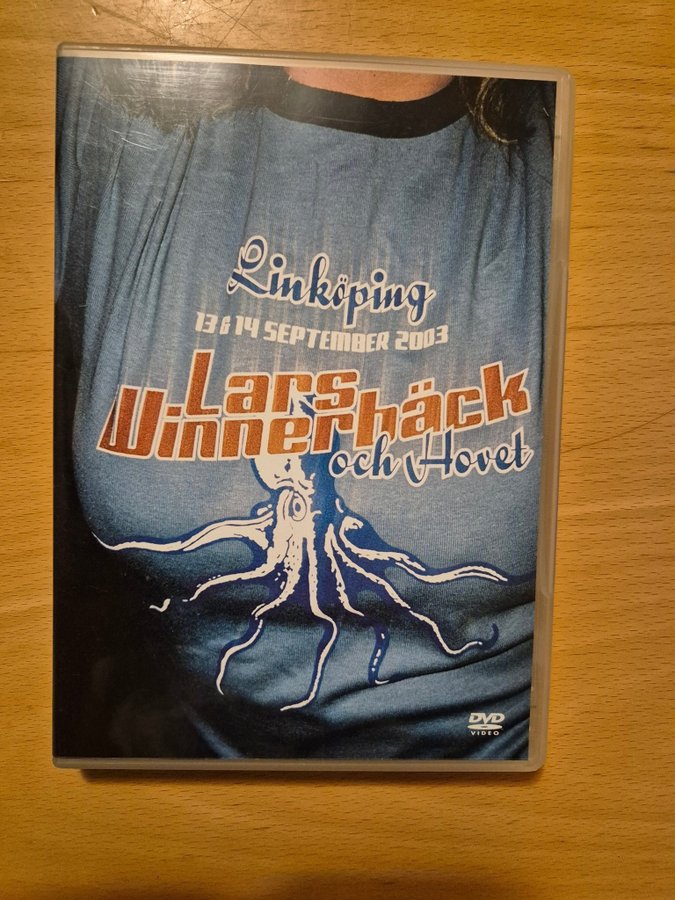 Linköping
13 & 14 SEPTEMBER 2003
Lars
Winnerbäck
och Hovet
DVD
VIDEO